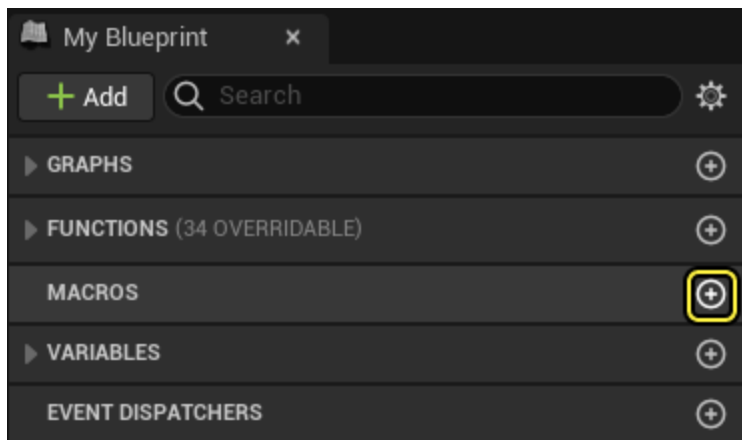 My Blueprint
Add Search
GRAPHS
FUNCTIONS (34 OVERRIDABLE)
MACROS
VARIABLES
EVENT DISPATCHERS